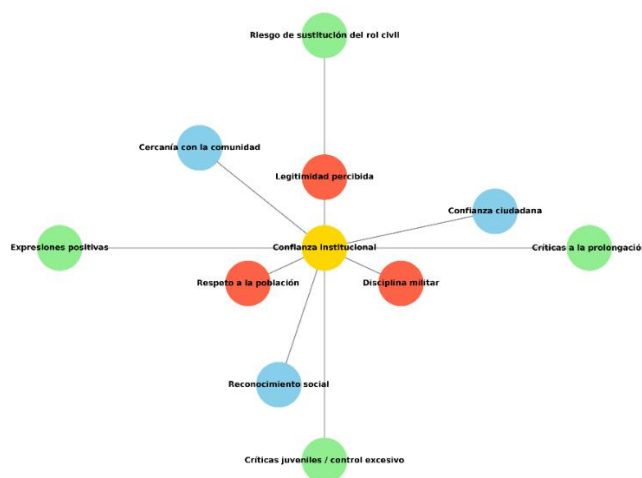 Riesgo de sustitución del rol civil
Cercanía con la comunidad
Legitimidad percibida
Confianza ciudadana
Expresiones positivas
Confianza Institucional
Críticas a la prolongació
Respeto a la población
Disciplina militar
Reconocimiento social
Críticas juveniles / control excesivo